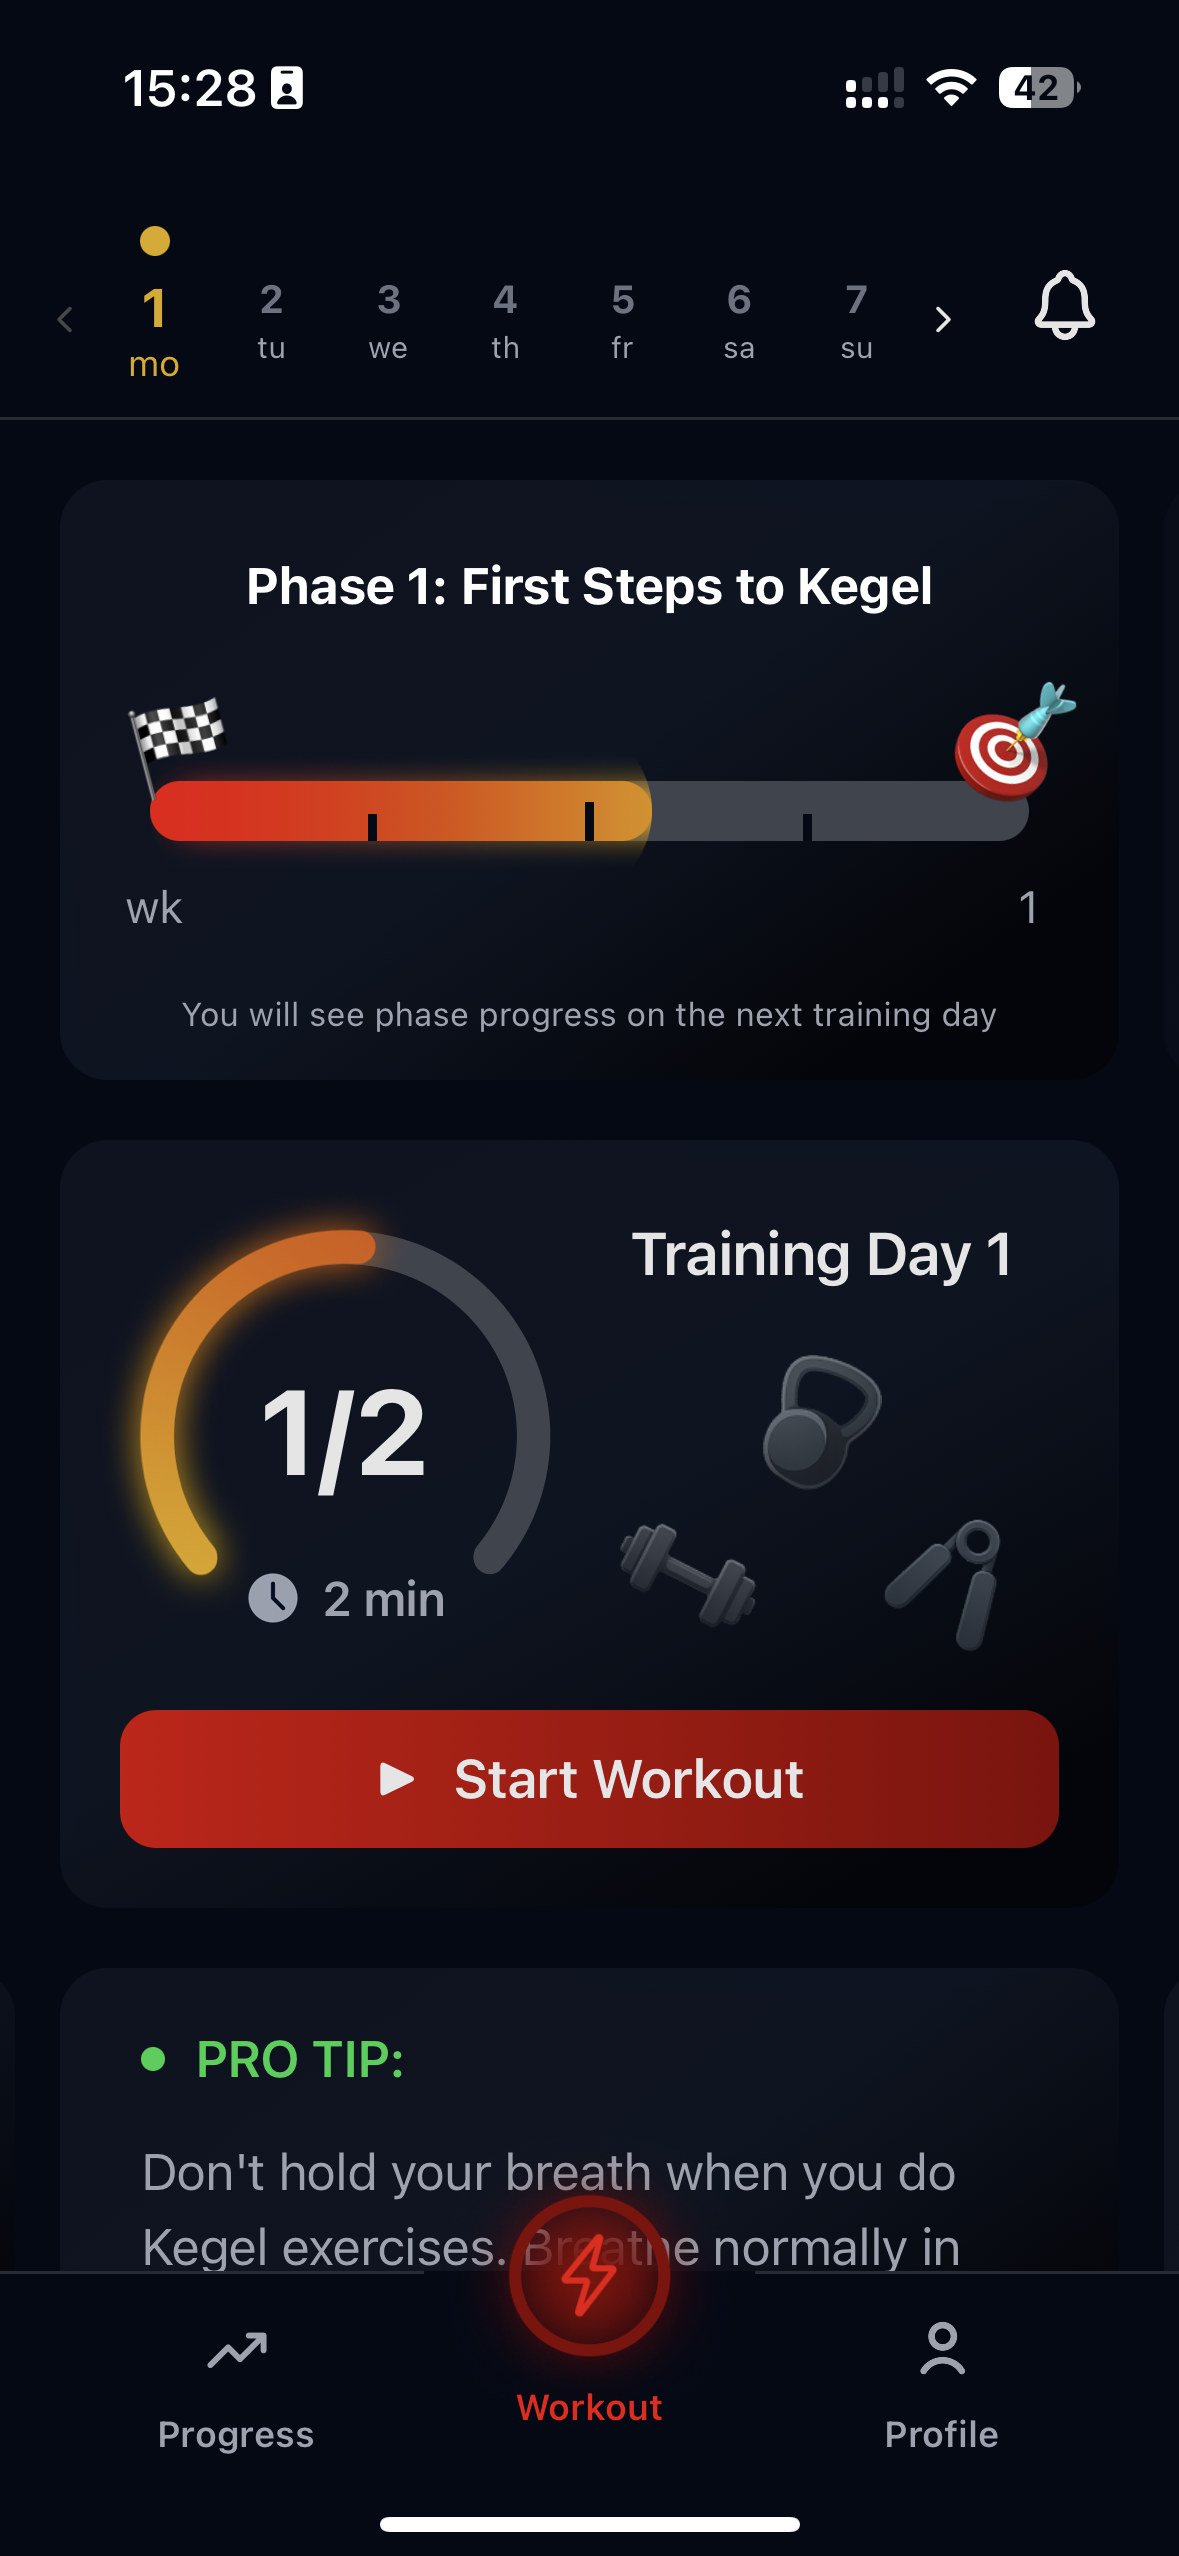 15:28
42
1 2 3 4 5 6 7
mo tu we th fr sa su
Phase 1: First Steps to Kegel
wk 1
You will see phase progress on the next training day
Training Day 1
1/2
2 min
Start Workout
PRO TIP:
Don't hold your breath when you do
Kegel exercises. Breathe normally in
Progress
Workout
Profile